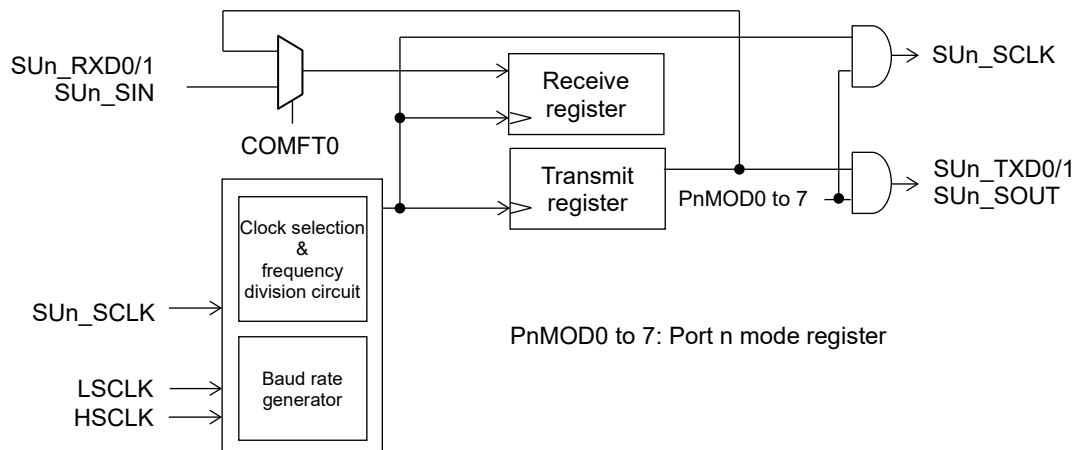 SUn_RXD0/1
SUn_SIN
COMFT0
Receive
register
SUn_SCLK
Transmit
register
PnMOD0 to 7
SUn_TXD0/1
SUn_SOUT
Clock selection
&
frequency
division circuit
SUn_SCLK
PnMOD0 to 7: Port n mode register
Baud rate
generator
LSCLK
HSCLK